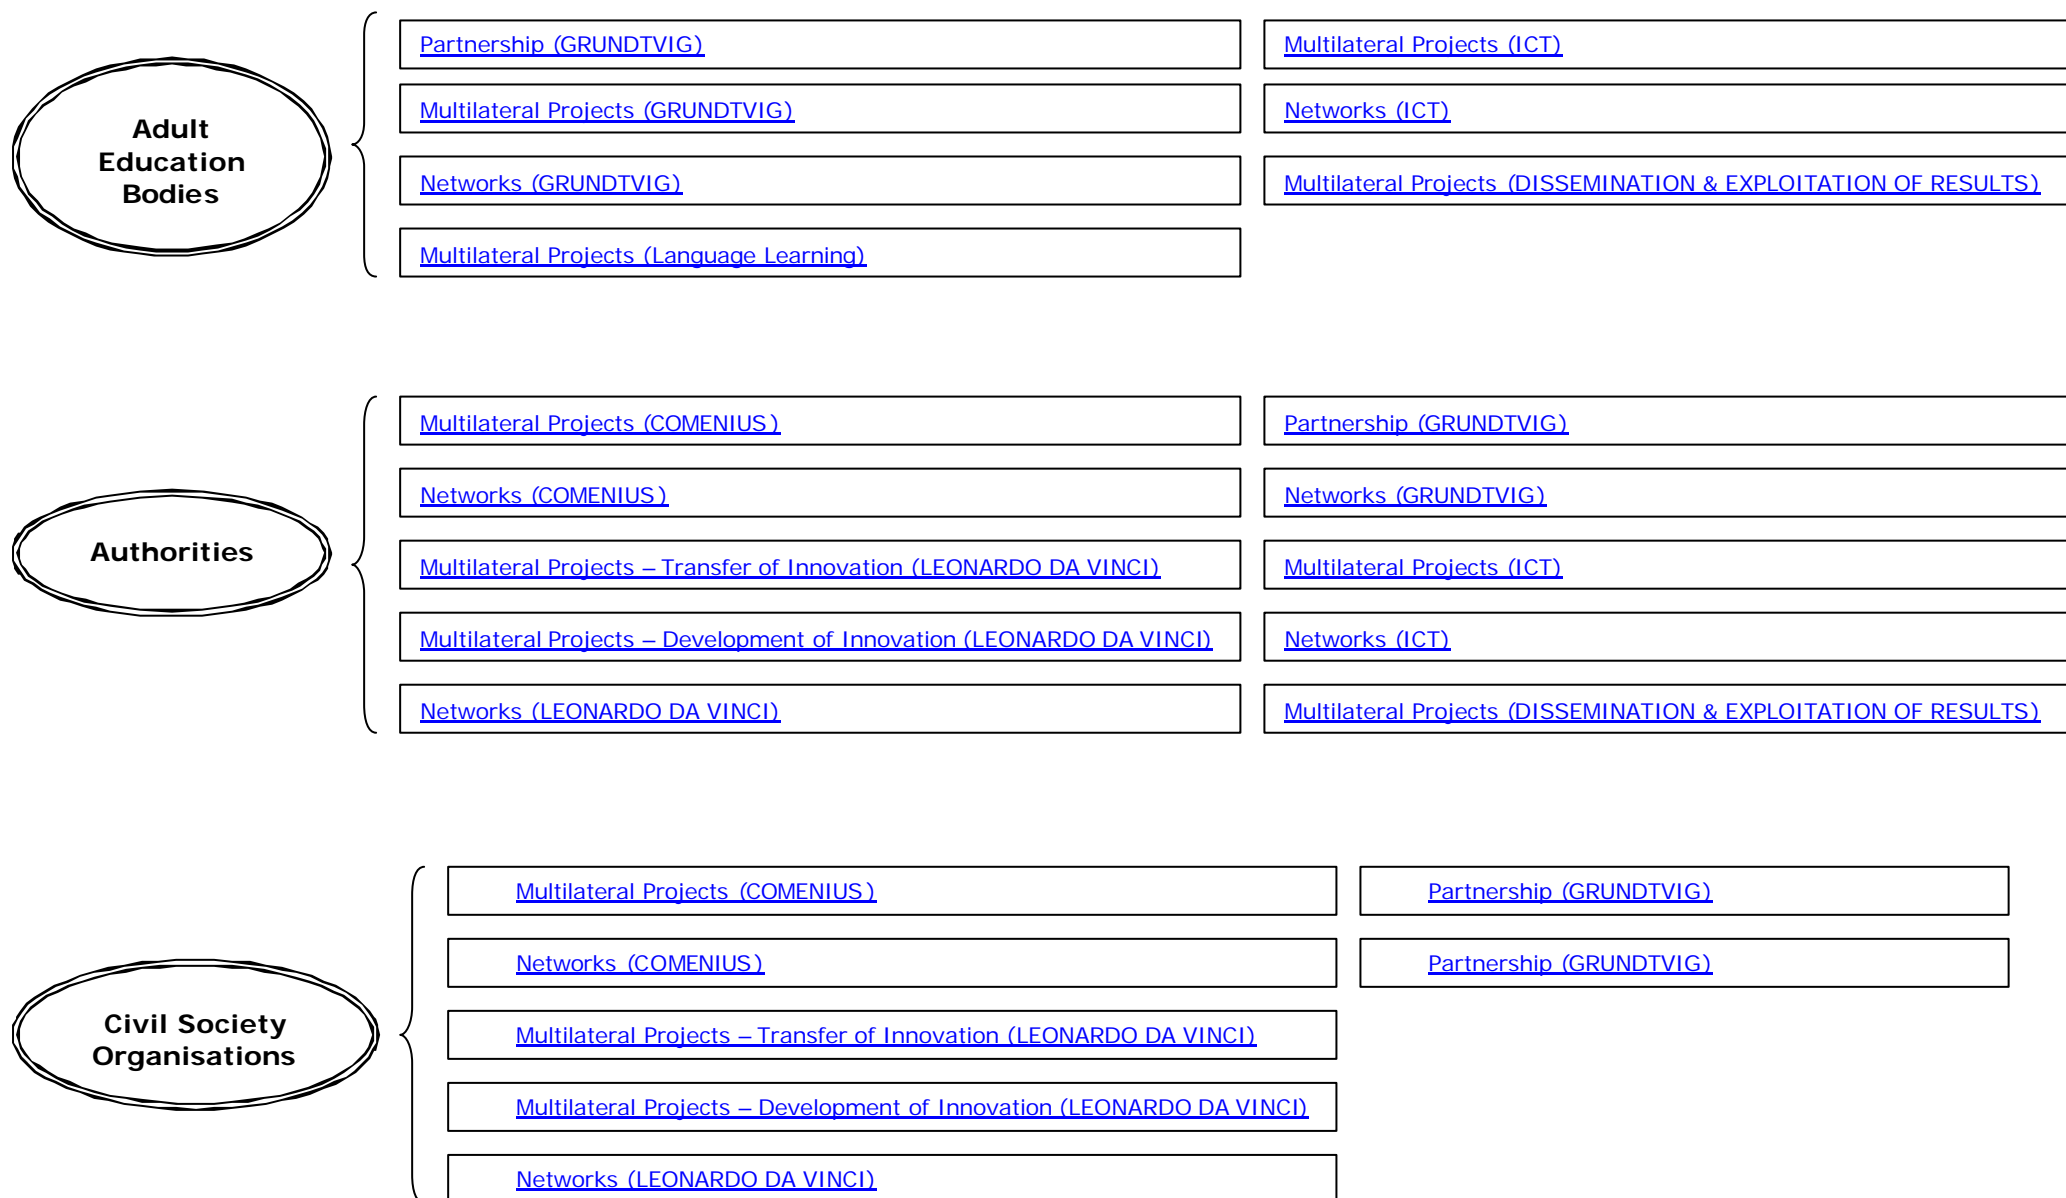 Adult
Education
Bodies
Partnership (GRUNDTVIG)
Multilateral Projects (GRUNDTVIG)
Networks (GRUNDTVIG)
Multilateral Projects (Language Learning)
Multilateral Projects (ICT)
Networks (ICT)
Multilateral Projects (DISSEMINATION & EXPLOITATION OF RESULTS)
Authorities
Multilateral Projects (COMENIUS)
Networks (COMENIUS)
Multilateral Projects – Transfer of Innovation (LEONARDO DA VINCI)
Multilateral Projects – Development of Innovation (LEONARDO DA VINCI)
Networks (LEONARDO DA VINCI)
Partnership (GRUNDTVIG)
Networks (GRUNDTVIG)
Multilateral Projects (ICT)
Networks (ICT)
Multilateral Projects (DISSEMINATION & EXPLOITATION OF RESULTS)
Civil Society
Organisations
Multilateral Projects (COMENIUS)
Networks (COMENIUS)
Multilateral Projects – Transfer of Innovation (LEONARDO DA VINCI)
Multilateral Projects – Development of Innovation (LEONARDO DA VINCI)
Networks (LEONARDO DA VINCI)
Partnership (GRUNDTVIG)
Partnership (GRUNDTVIG)